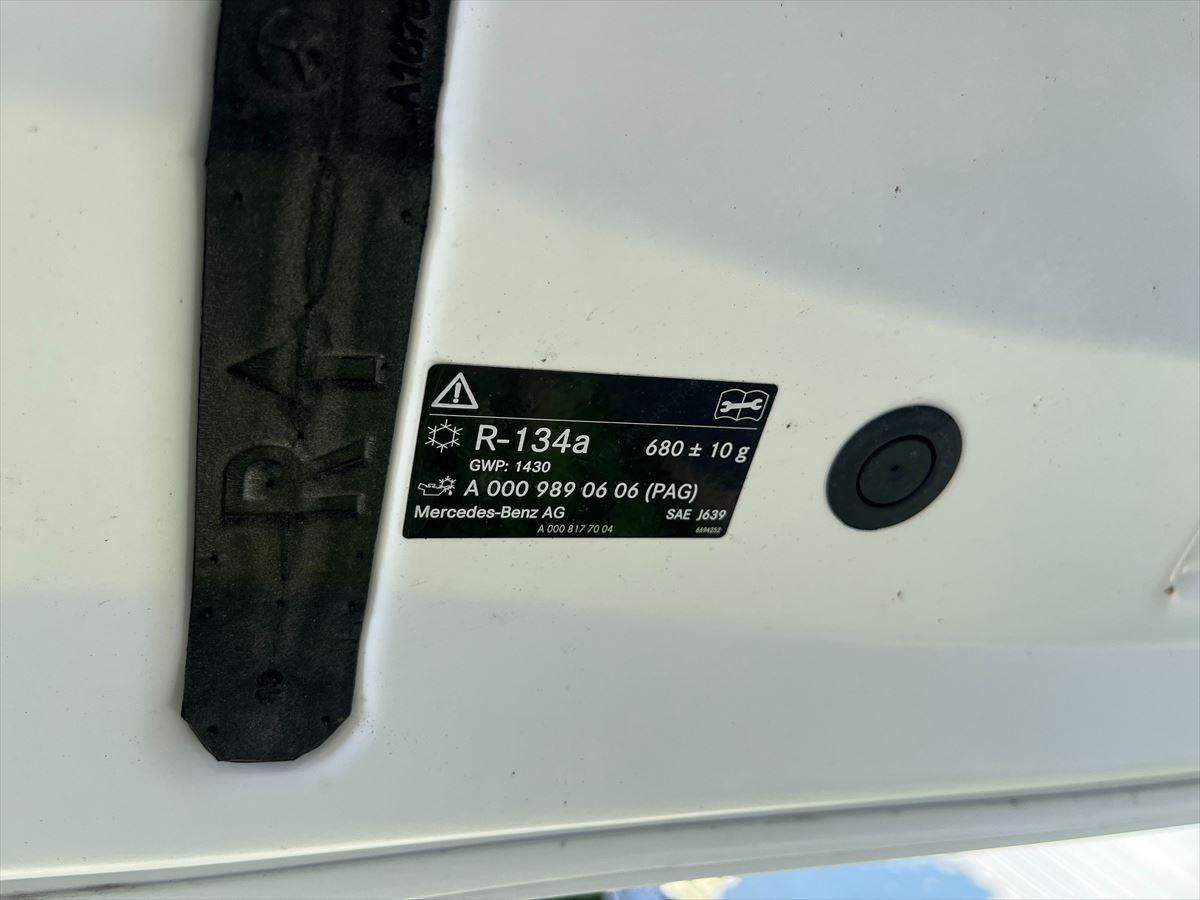 R-134a 680 ± 10 g
GWP: 1430
A 000 989 06 06 (PAG)
Mercedes-Benz AG SAE J639
A 000 817 70 04 6694252